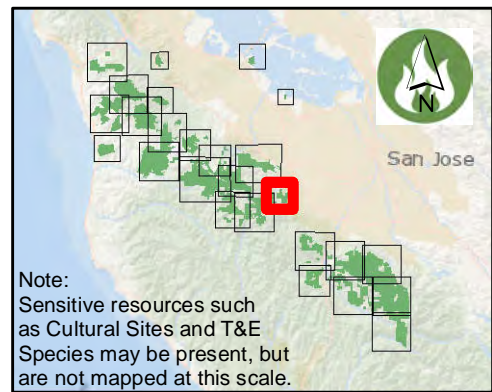 N
San Jose
Note:
Sensitive resources such
as Cultural Sites and T&E
Species may be present, but
are not mapped at this scale.